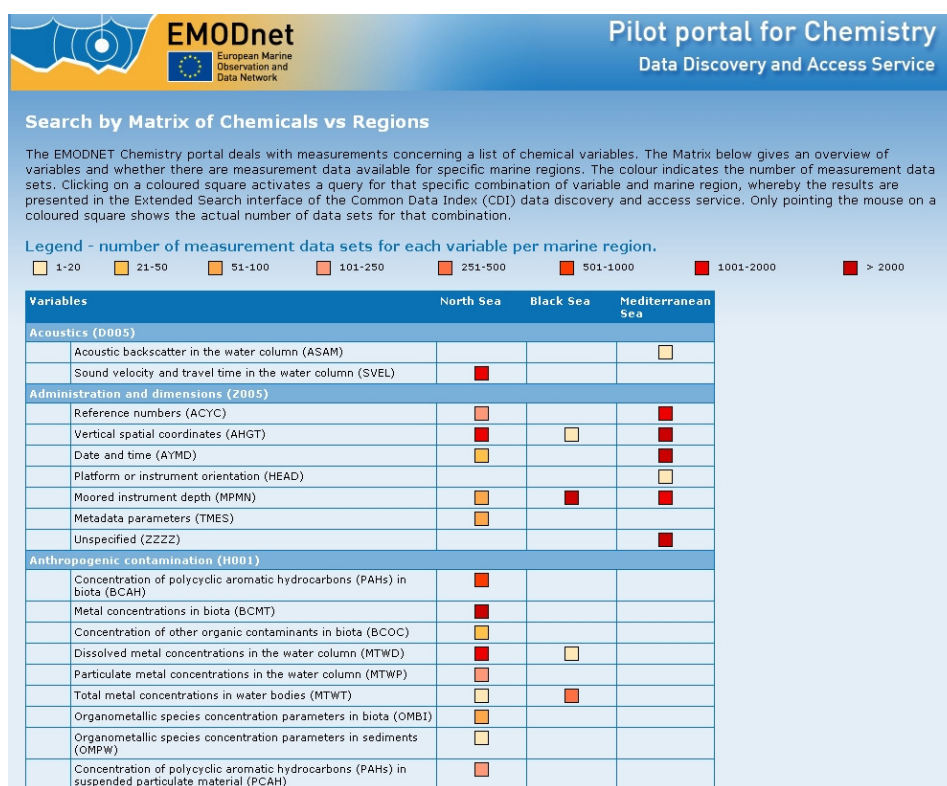 EMODnet
European Marine
Observation and
Data Network
Pilot portal for Chemistry
Data Discovery and Access Service
Search by Matrix of Chemicals vs Regions
The EMODNET Chemistry portal deals with measurements concerning a list of chemical variables. The Matrix below gives an overview of
variables and whether there are measurement data available for specific marine regions. The colour indicates the number of measurement data
sets. Clicking on a coloured square activates a query for that specific combination of variable and marine region, whereby the results are
presented in the Extended Search interface of the Common Data Index (CDI) data discovery and access service. Only pointing the mouse on a
coloured square shows the actual number of data sets for that combination.
Legend - number of measurement data sets for each variable per marine region.
1-20 21-50 51-100 101-250 251-500 501-1000 1001-2000 > 2000
Variables North Sea Black Sea Mediterranean
Sea
Acoustics (D005)
Acoustic backscatter in the water column (ASAM)
Sound velocity and travel time in the water column (SVEL)
Administration and dimensions (Z005)
Reference numbers (ACYC)
Vertical spatial coordinates (AHGT)
Date and time (AYMD)
Platform or instrument orientation (HEAD)
Moored instrument depth (MPMN)
Metadata parameters (TMES)
Unspecified (ZZZZ)
Anthropogenic contamination (H001)
Concentration of polycyclic aromatic hydrocarbons (PAHs) in
biota (BCAH)
Metal concentrations in biota (BCMT)
Concentration of other organic contaminants in biota (BCOC)
Dissolved metal concentrations in the water column (MTWD)
Particulate metal concentrations in the water column (MTWP)
Total metal concentrations in water bodies (MTWT)
Organometallic species concentration parameters in biota (OMBI)
Organometallic species concentration parameters in sediments
(OMPW)
Concentration of polycyclic aromatic hydrocarbons (PAHs) in
suspended particulate material (PCAH)